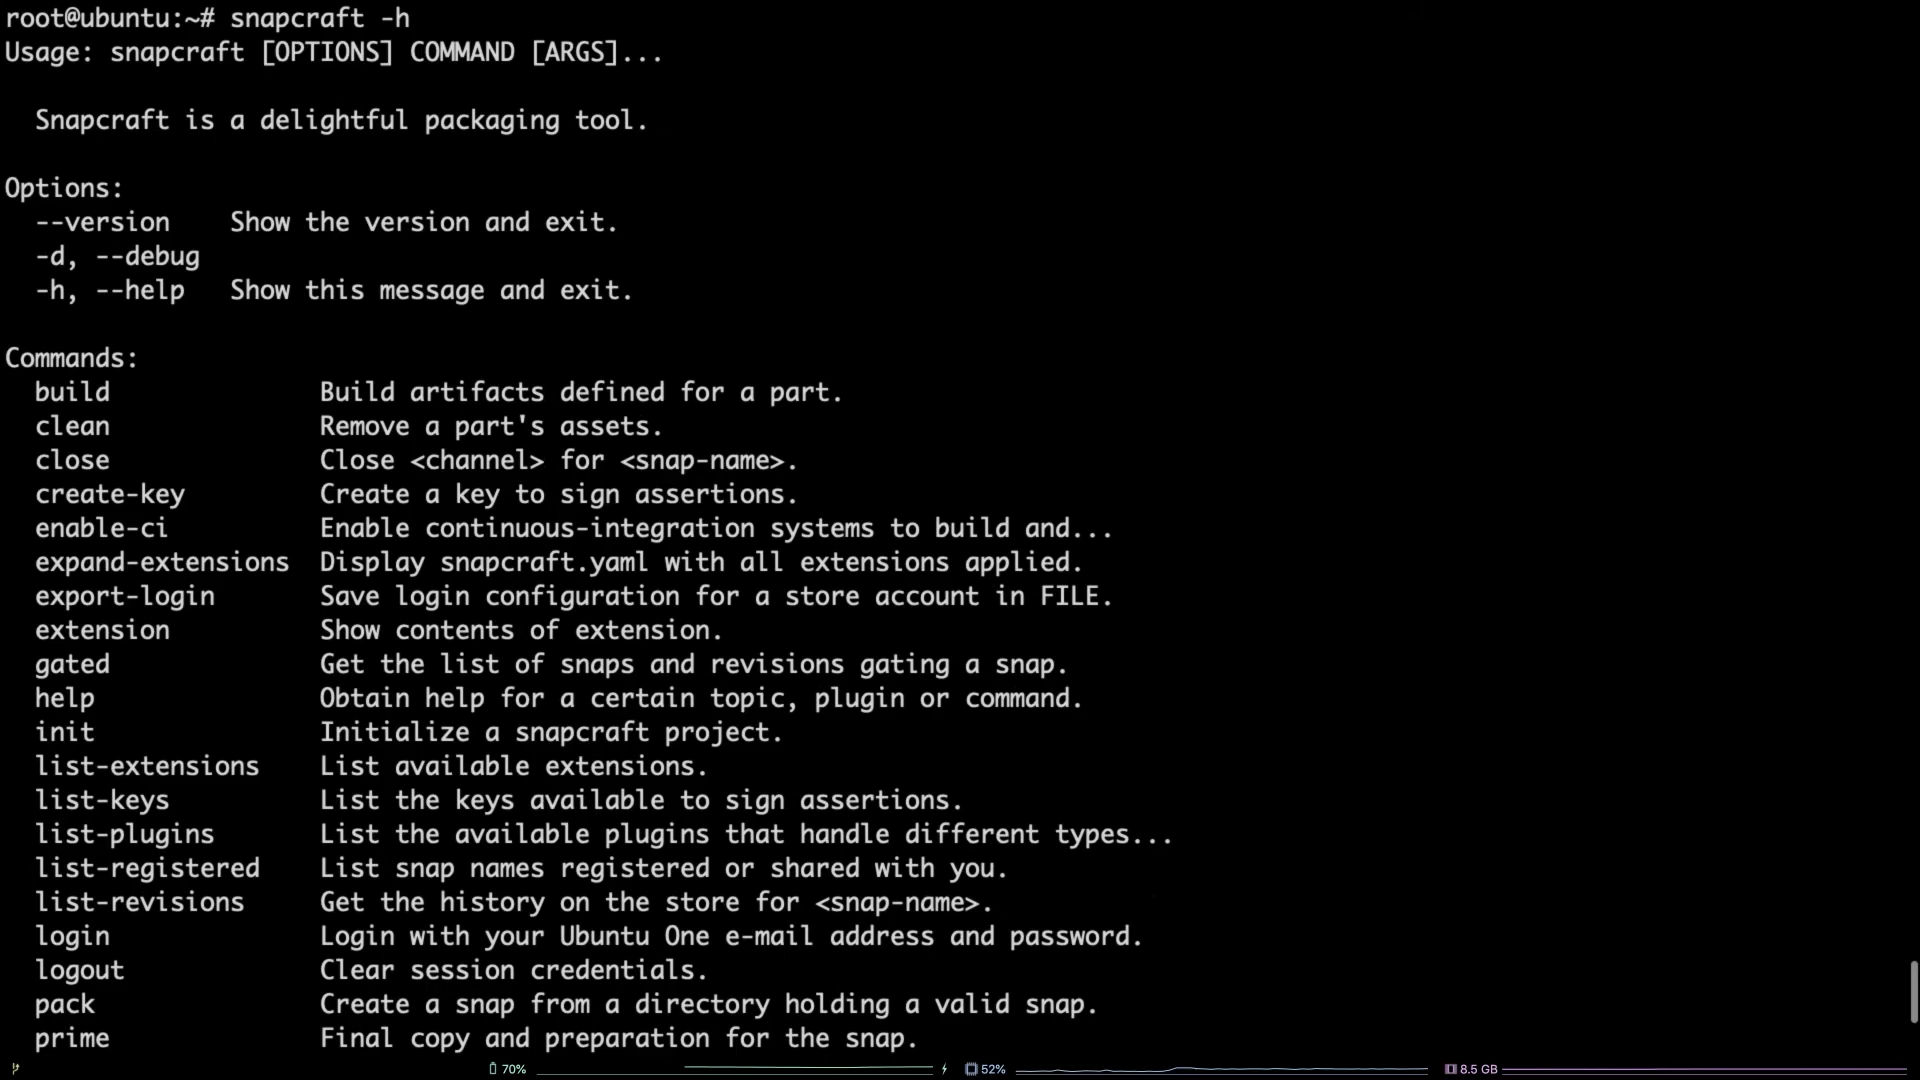 root@ubuntu:~# snapcraft -h
Usage: snapcraft [OPTIONS] COMMAND [ARGS]...
Snapcraft is a delightful packaging tool.
Options:
--version Show the version and exit.
-d, --debug
-h, --help Show this message and exit.
Commands:
build Build artifacts defined for a part.
clean Remove a part's assets.
close Close <channel> for <snap-name>.
create-key Create a key to sign assertions.
enable-ci Enable continuous-integration systems to build and...
expand-extensions Display snapcraft.yaml with all extensions applied.
export-login Save login configuration for a store account in FILE.
extension Show contents of extension.
gated Get the list of snaps and revisions gating a snap.
help Obtain help for a certain topic, plugin or command.
init Initialize a snapcraft project.
list-extensions List available extensions.
list-keys List the keys available to sign assertions.
list-plugins List the available plugins that handle different types...
list-registered List snap names registered or shared with you.
list-revisions Get the history on the store for <snap-name>.
login Login with your Ubuntu One e-mail address and password.
logout Clear session credentials.
pack Create a snap from a directory holding a valid snap.
prime Final copy and preparation for the snap.
70% 52% 8.5 GB